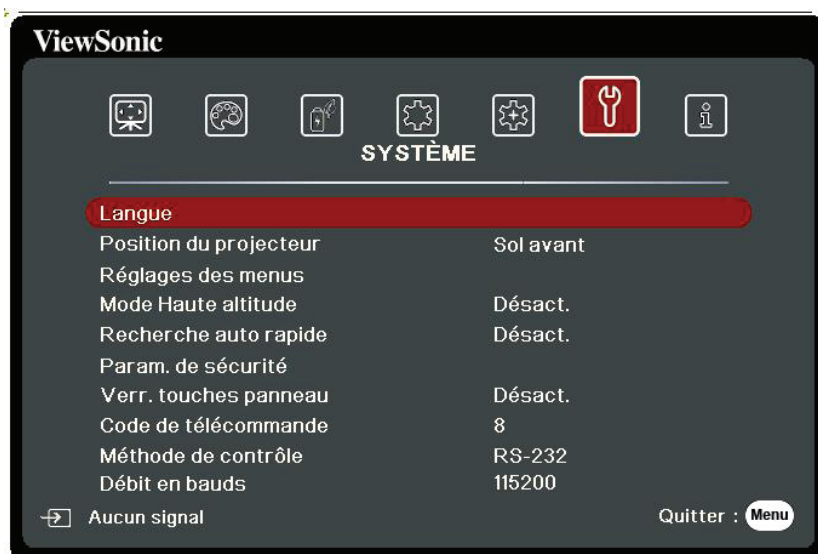 ViewSonic
SYSTÈME
Langue
Position du projecteur Sol avant
Réglages des menus
Mode Haute altitude Désact.
Recherche auto rapide Désact.
Param. de sécurité
Verr. touches panneau Désact.
Code de télécommande 8
Méthode de contrôle RS-232
Débit en bauds 115200
Aucun signal Quitter : Menu